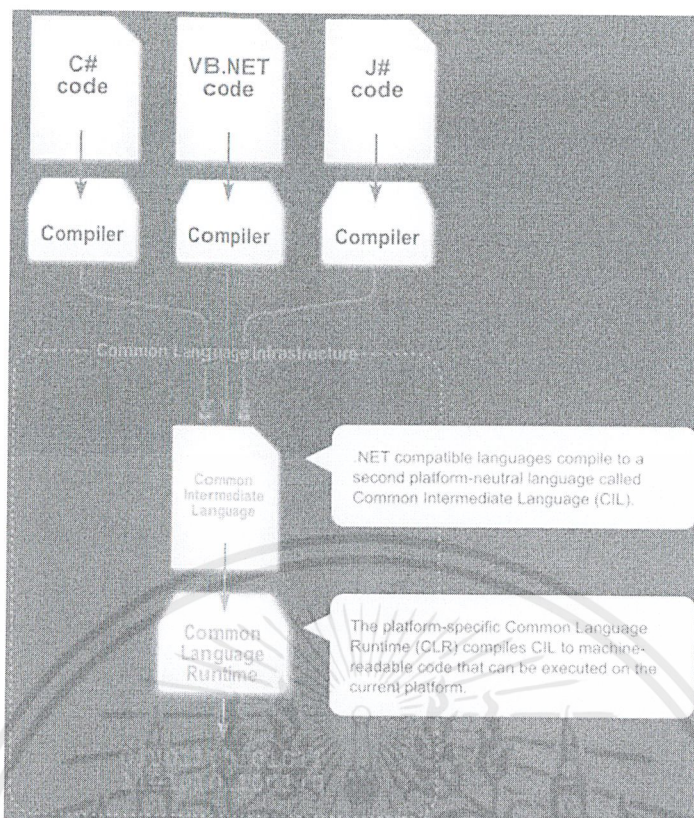 C#
code
VB.NET
code
J#
code
Compiler
Compiler
Compiler
Common Language Infrastructure
Common
Intermediate
Language
.NET compatible languages compile to a
second platform-neutral language called
Common Intermediate Language (CIL).
Common
Language
Runtime
The platform-specific Common Language
Runtime (CLR) compiles CIL to machine-
readable code that can be executed on the
current platform.